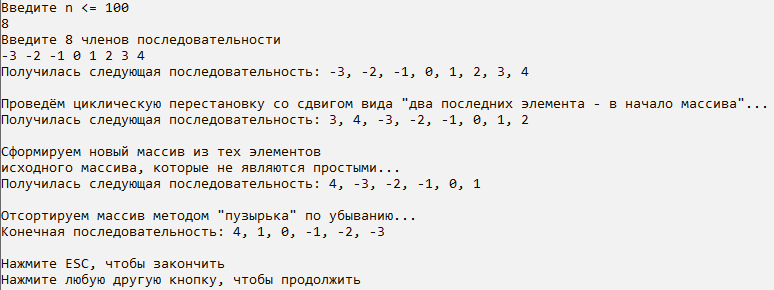 Введите n <= 100
8
Введите 8 членов последовательности
-3 -2 -1 0 1 2 3 4
Получилась следующая последовательность: -3, -2, -1, 0, 1, 2, 3, 4
Проведём циклическую перестановку со сдвигом вида "два последних элемента - в начало массива"...
Получилась следующая последовательность: 3, 4, -3, -2, -1, 0, 1, 2
Сформируем новый массив из тех элементов
исходного массива, которые не являются простыми...
Получилась следующая последовательность: 4, -3, -2, -1, 0, 1
Отсортируем массив методом "пузырька" по убыванию...
Конечная последовательность: 4, 1, 0, -1, -2, -3
Нажмите ESC, чтобы закончить
Нажмите любую другую кнопку, чтобы продолжить